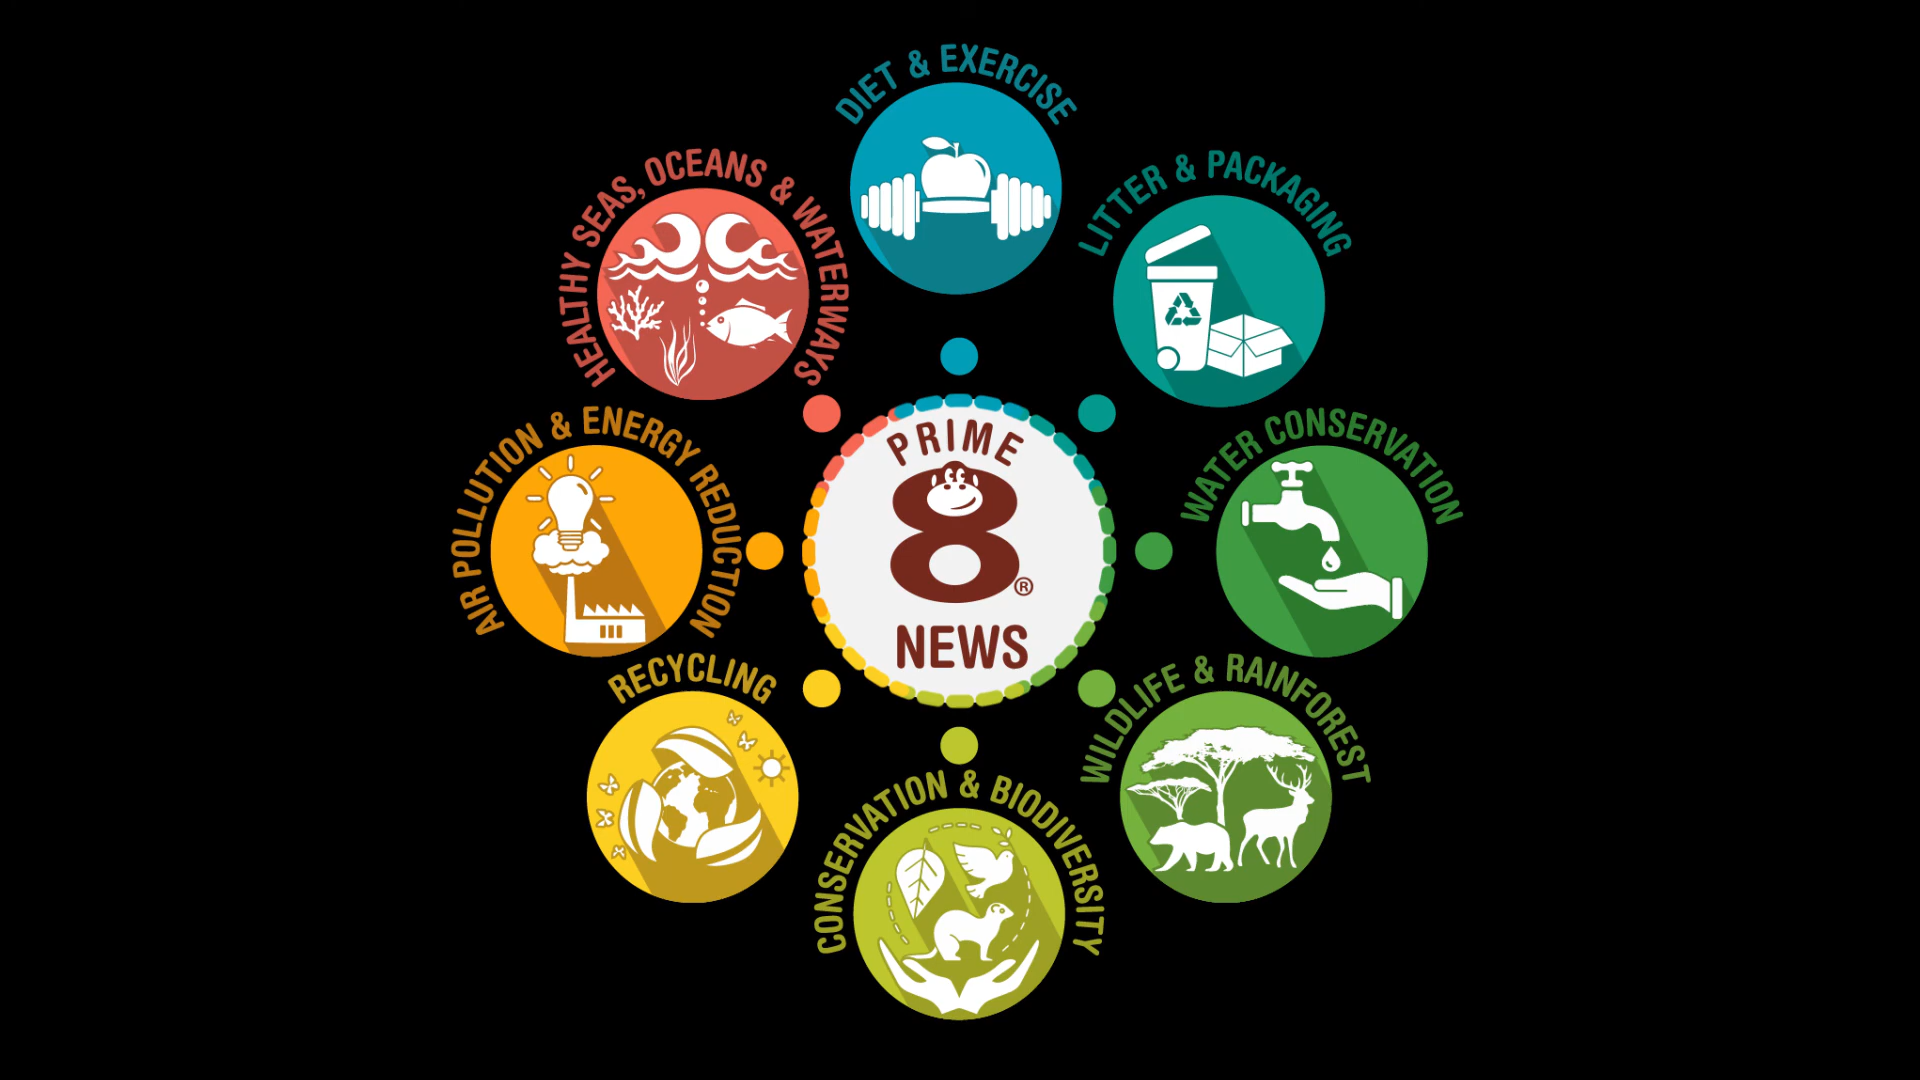 DIET & EXERCISE
LITTER & PACKAGING
HEALTHY SEAS, OCEANS & WATERWAYS
WATER CONSERVATION
AIR POLLUTION & ENERGY REDUCTION
PRIME
8®
NEWS
RECYCLING
WILDLIFE & RAINFOREST
CONSERVATION & BIODIVERSITY